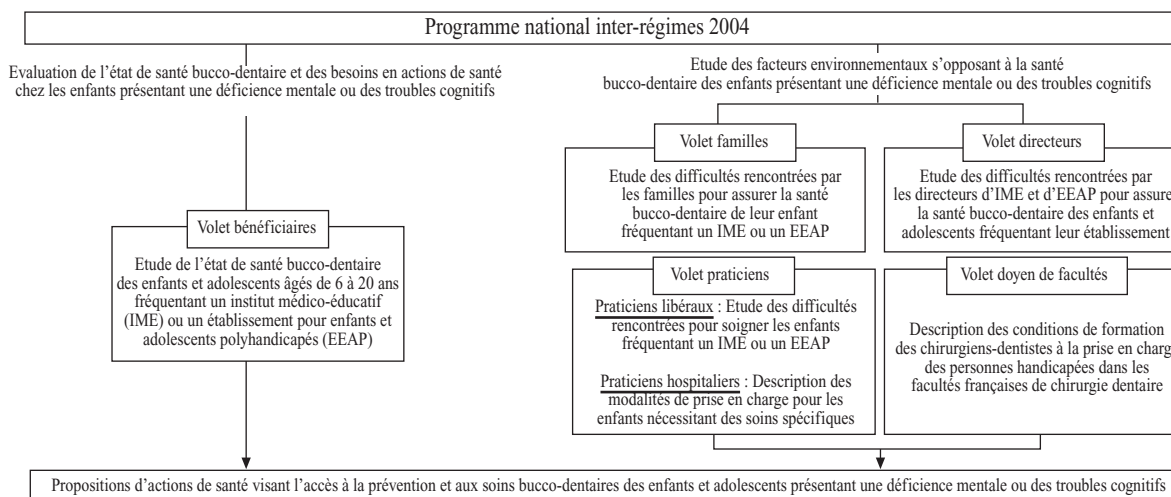 Programme national inter-régimes 2004
Evaluation de l’état de santé bucco-dentaire et des besoins en actions de santé
chez les enfants présentant une déficience mentale ou des troubles cognitifs
Etude des facteurs environnementaux s’opposant à la santé
bucco-dentaire des enfants présentant une déficience mentale ou des troubles cognitifs
Volet bénéficiaires
Etude de l’état de santé bucco-dentaire
des enfants et adolescents âgés de 6 à 20 ans
fréquentant un institut médico-éducatif
(IME) ou un établissement pour enfants et
adolescents polyhandicapés (EEAP)
Volet familles
Etude des difficultés rencontrées par
les familles pour assurer la santé
bucco-dentaire de leur enfant
fréquentant un IME ou un EEAP
Volet directeurs
Etude des difficultés rencontrées par
les directeurs d’IME et d’EEAP pour assure
la santé bucco-dentaire des enfants et
adolescents fréquentant leur établissement
Volet praticiens
Praticiens libéraux : Etude des difficultés
rencontrées pour soigner les enfants
fréquentant un IME ou un EEAP
Praticiens hospitaliers : Description des
modalités de prise en charge pour les
enfants nécessitant des soins spécifiques
Volet doyen de facultés
Description des conditions de formation
des chirurgiens-dentistes à la prise en charg
des personnes handicapées dans les
facultés françaises de chirurgie dentaire
Propositions d’actions de santé visant l’accès à la prévention et aux soins bucco-dentaires des enfants et adolescents présentant une déficience mentale ou des troubles cognitifs